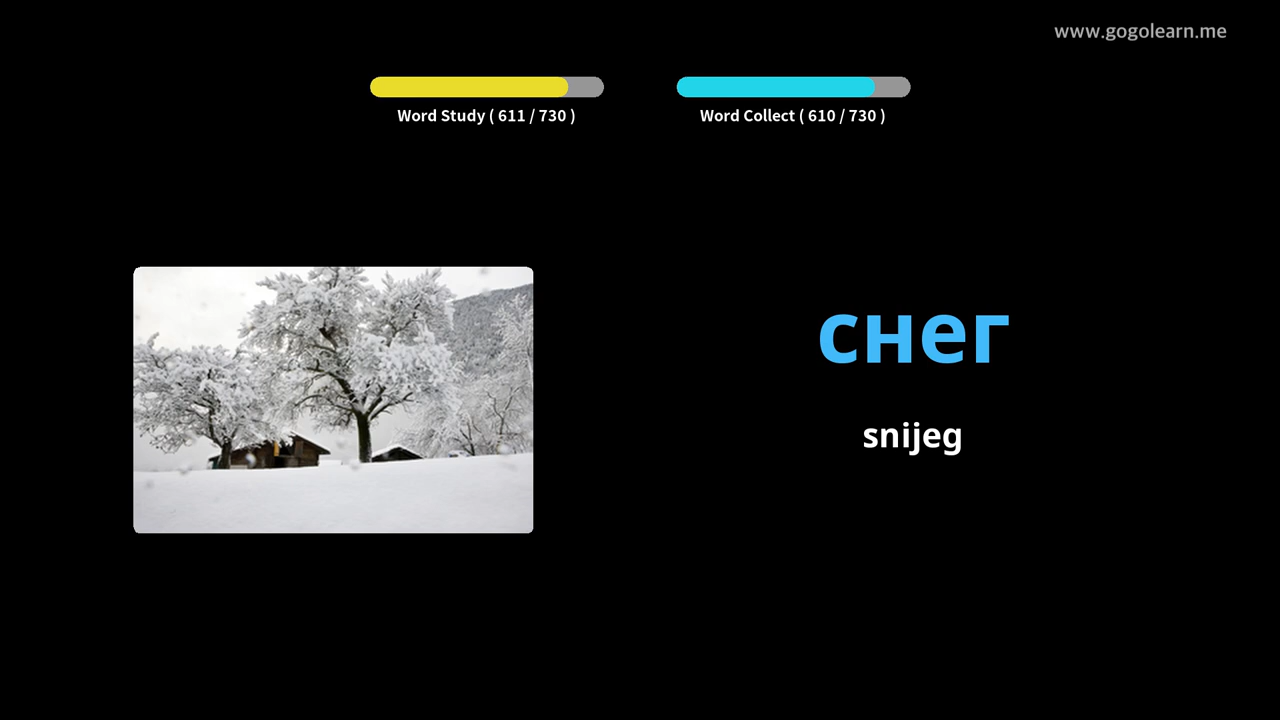 www.gogolearn.me
Word Study ( 611 / 730 )
Word Collect ( 610 / 730 )
снег
snijeg